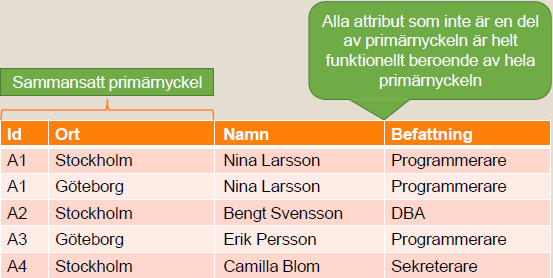 Alla attribut som inte är en del
av primärnyckeln är helt
funktionellt beroende av hela
primärnyckeln
Sammansatt primärnyckel
Id Ort Namn Befattning
A1 Stockholm Nina Larsson Programmerare
A1 Göteborg Nina Larsson Programmerare
A2 Stockholm Bengt Svensson DBA
A3 Göteborg Erik Persson Programmerare
A4 Stockholm Camilla Blom Sekreterare